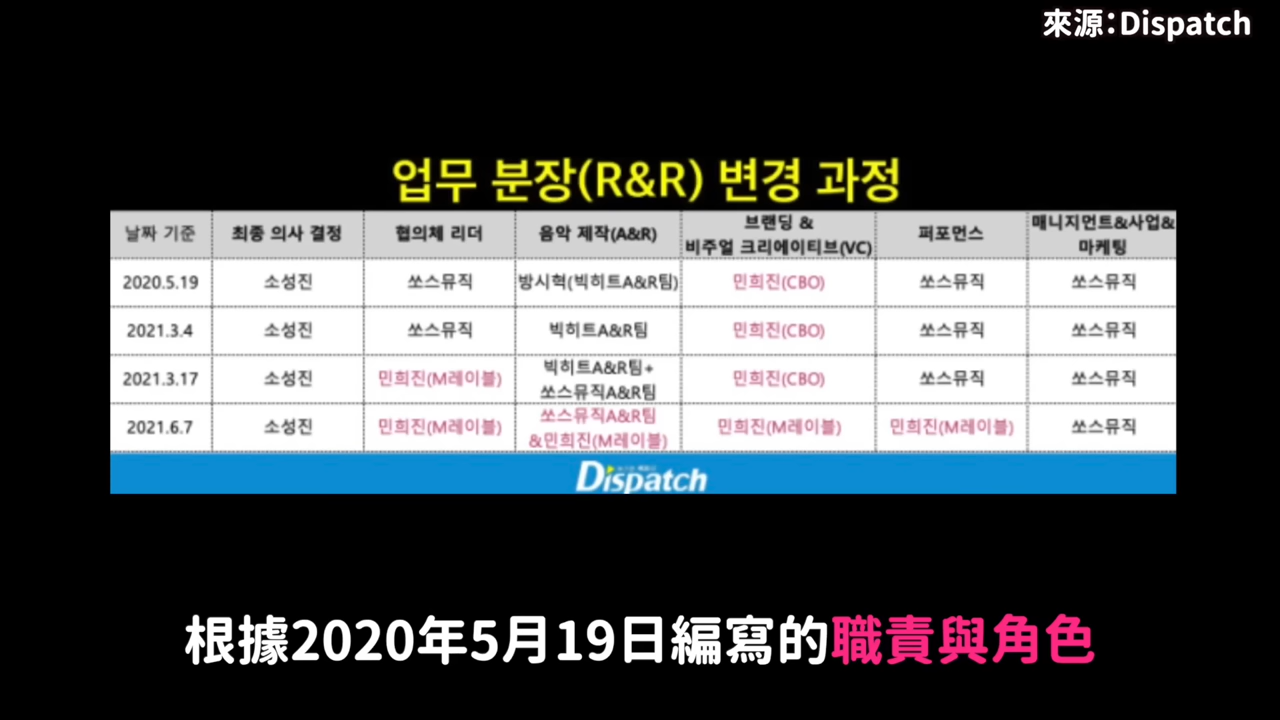 來源:Dispatch
업무 분장(R&R) 변경 과정
날짜 기준 최종 의사 결정 협의체 리더 음악 제작(A&R) 브랜딩 & 비주얼 크리에이티브(VC) 퍼포먼스 매니지먼트&사업& 마케팅
2020.5.19 소성진 쏘스뮤직 방시혁(빅히트A&R팀) 민희진(CBO) 쏘스뮤직 쏘스뮤직
2021.3.4 소성진 쏘스뮤직 빅히트A&R팀 민희진(CBO) 쏘스뮤직 쏘스뮤직
2021.3.17 소성진 민희진(M레이블) 빅히트A&R팀+ 쏘스뮤직A&R팀 민희진(CBO) 쏘스뮤직 쏘스뮤직
2021.6.7 소성진 민희진(M레이블) 쏘스뮤직A&R팀 &민희진(M레이블) 민희진(M레이블) 민희진(M레이블) 쏘스뮤직
Dispatch
根據2020年5月19日編寫的職責與角色